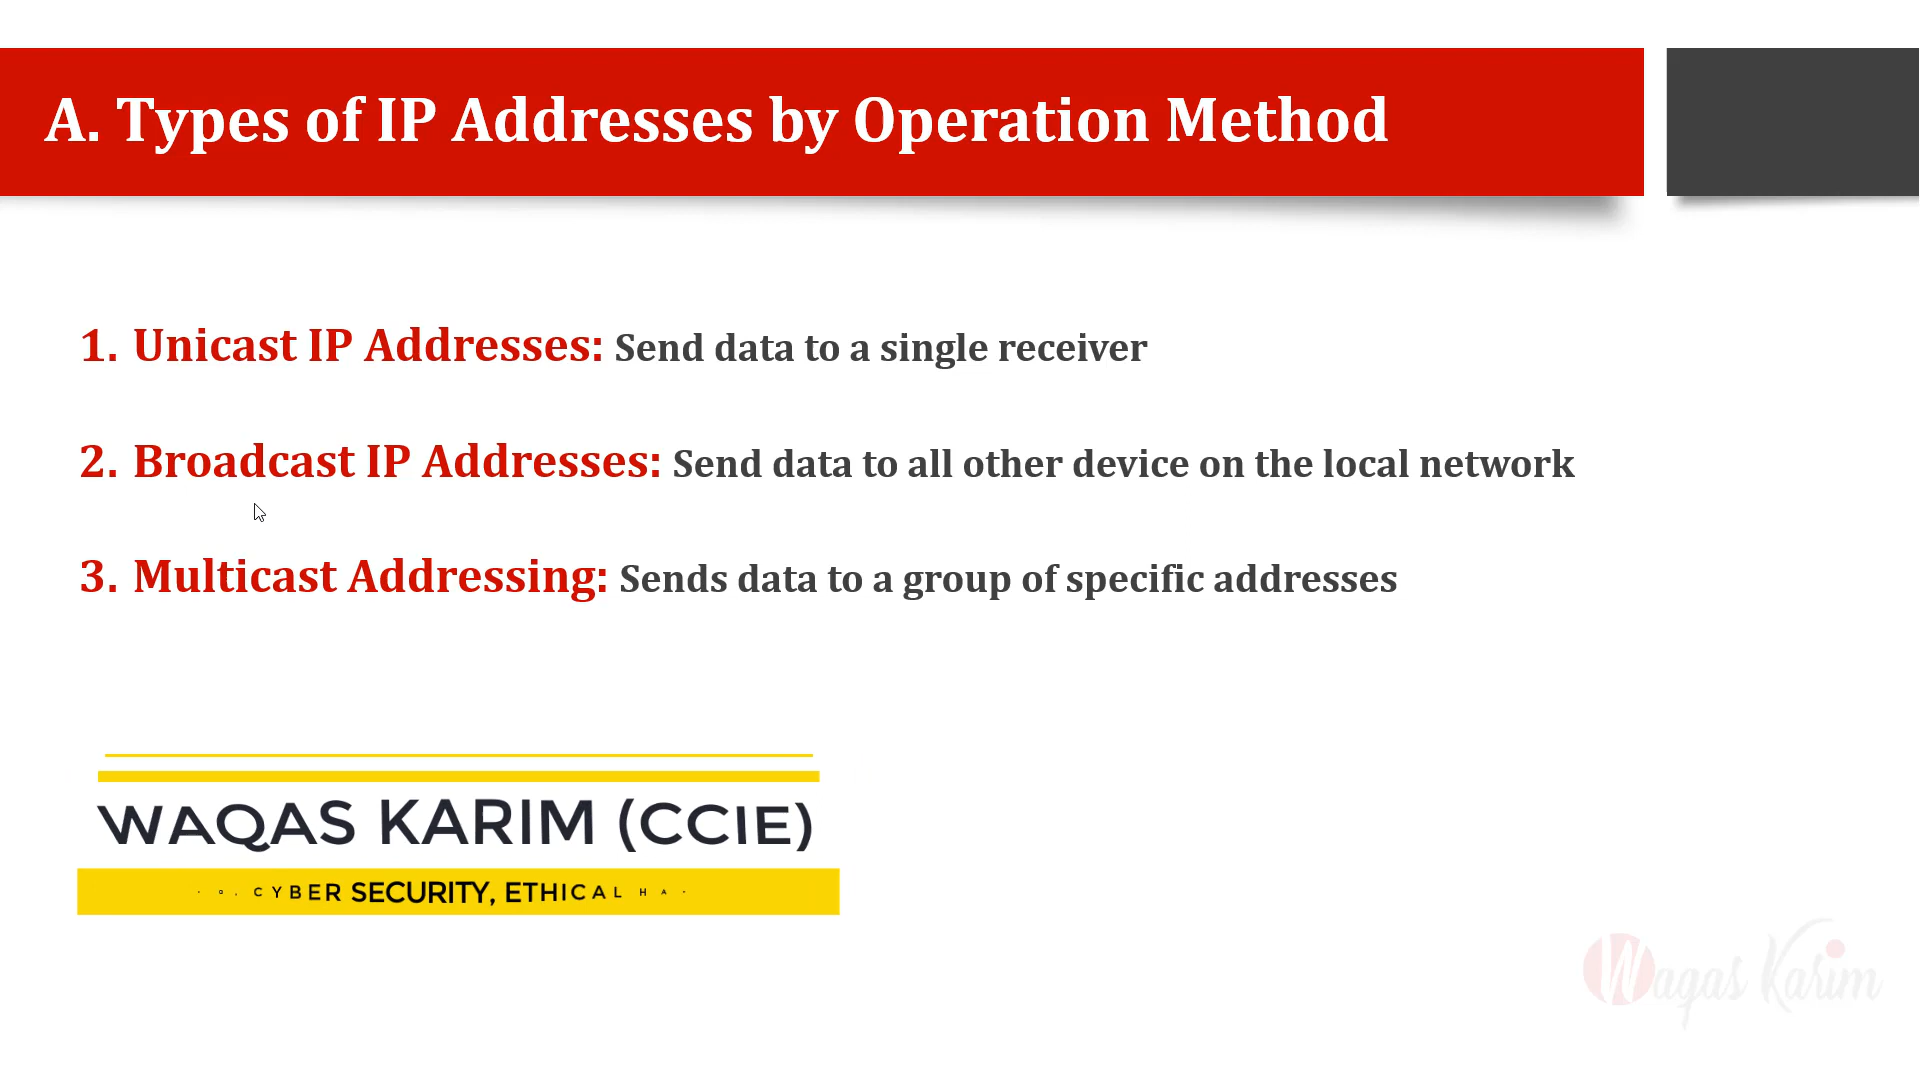 A. Types of IP Addresses by Operation Method
1. Unicast IP Addresses: Send data to a single receiver
2. Broadcast IP Addresses: Send data to all other device on the local network
3. Multicast Addressing: Sends data to a group of specific addresses
WAQAS KARIM (CCIE)
CYBER SECURITY, ETHICAL HA
Waqas Karim